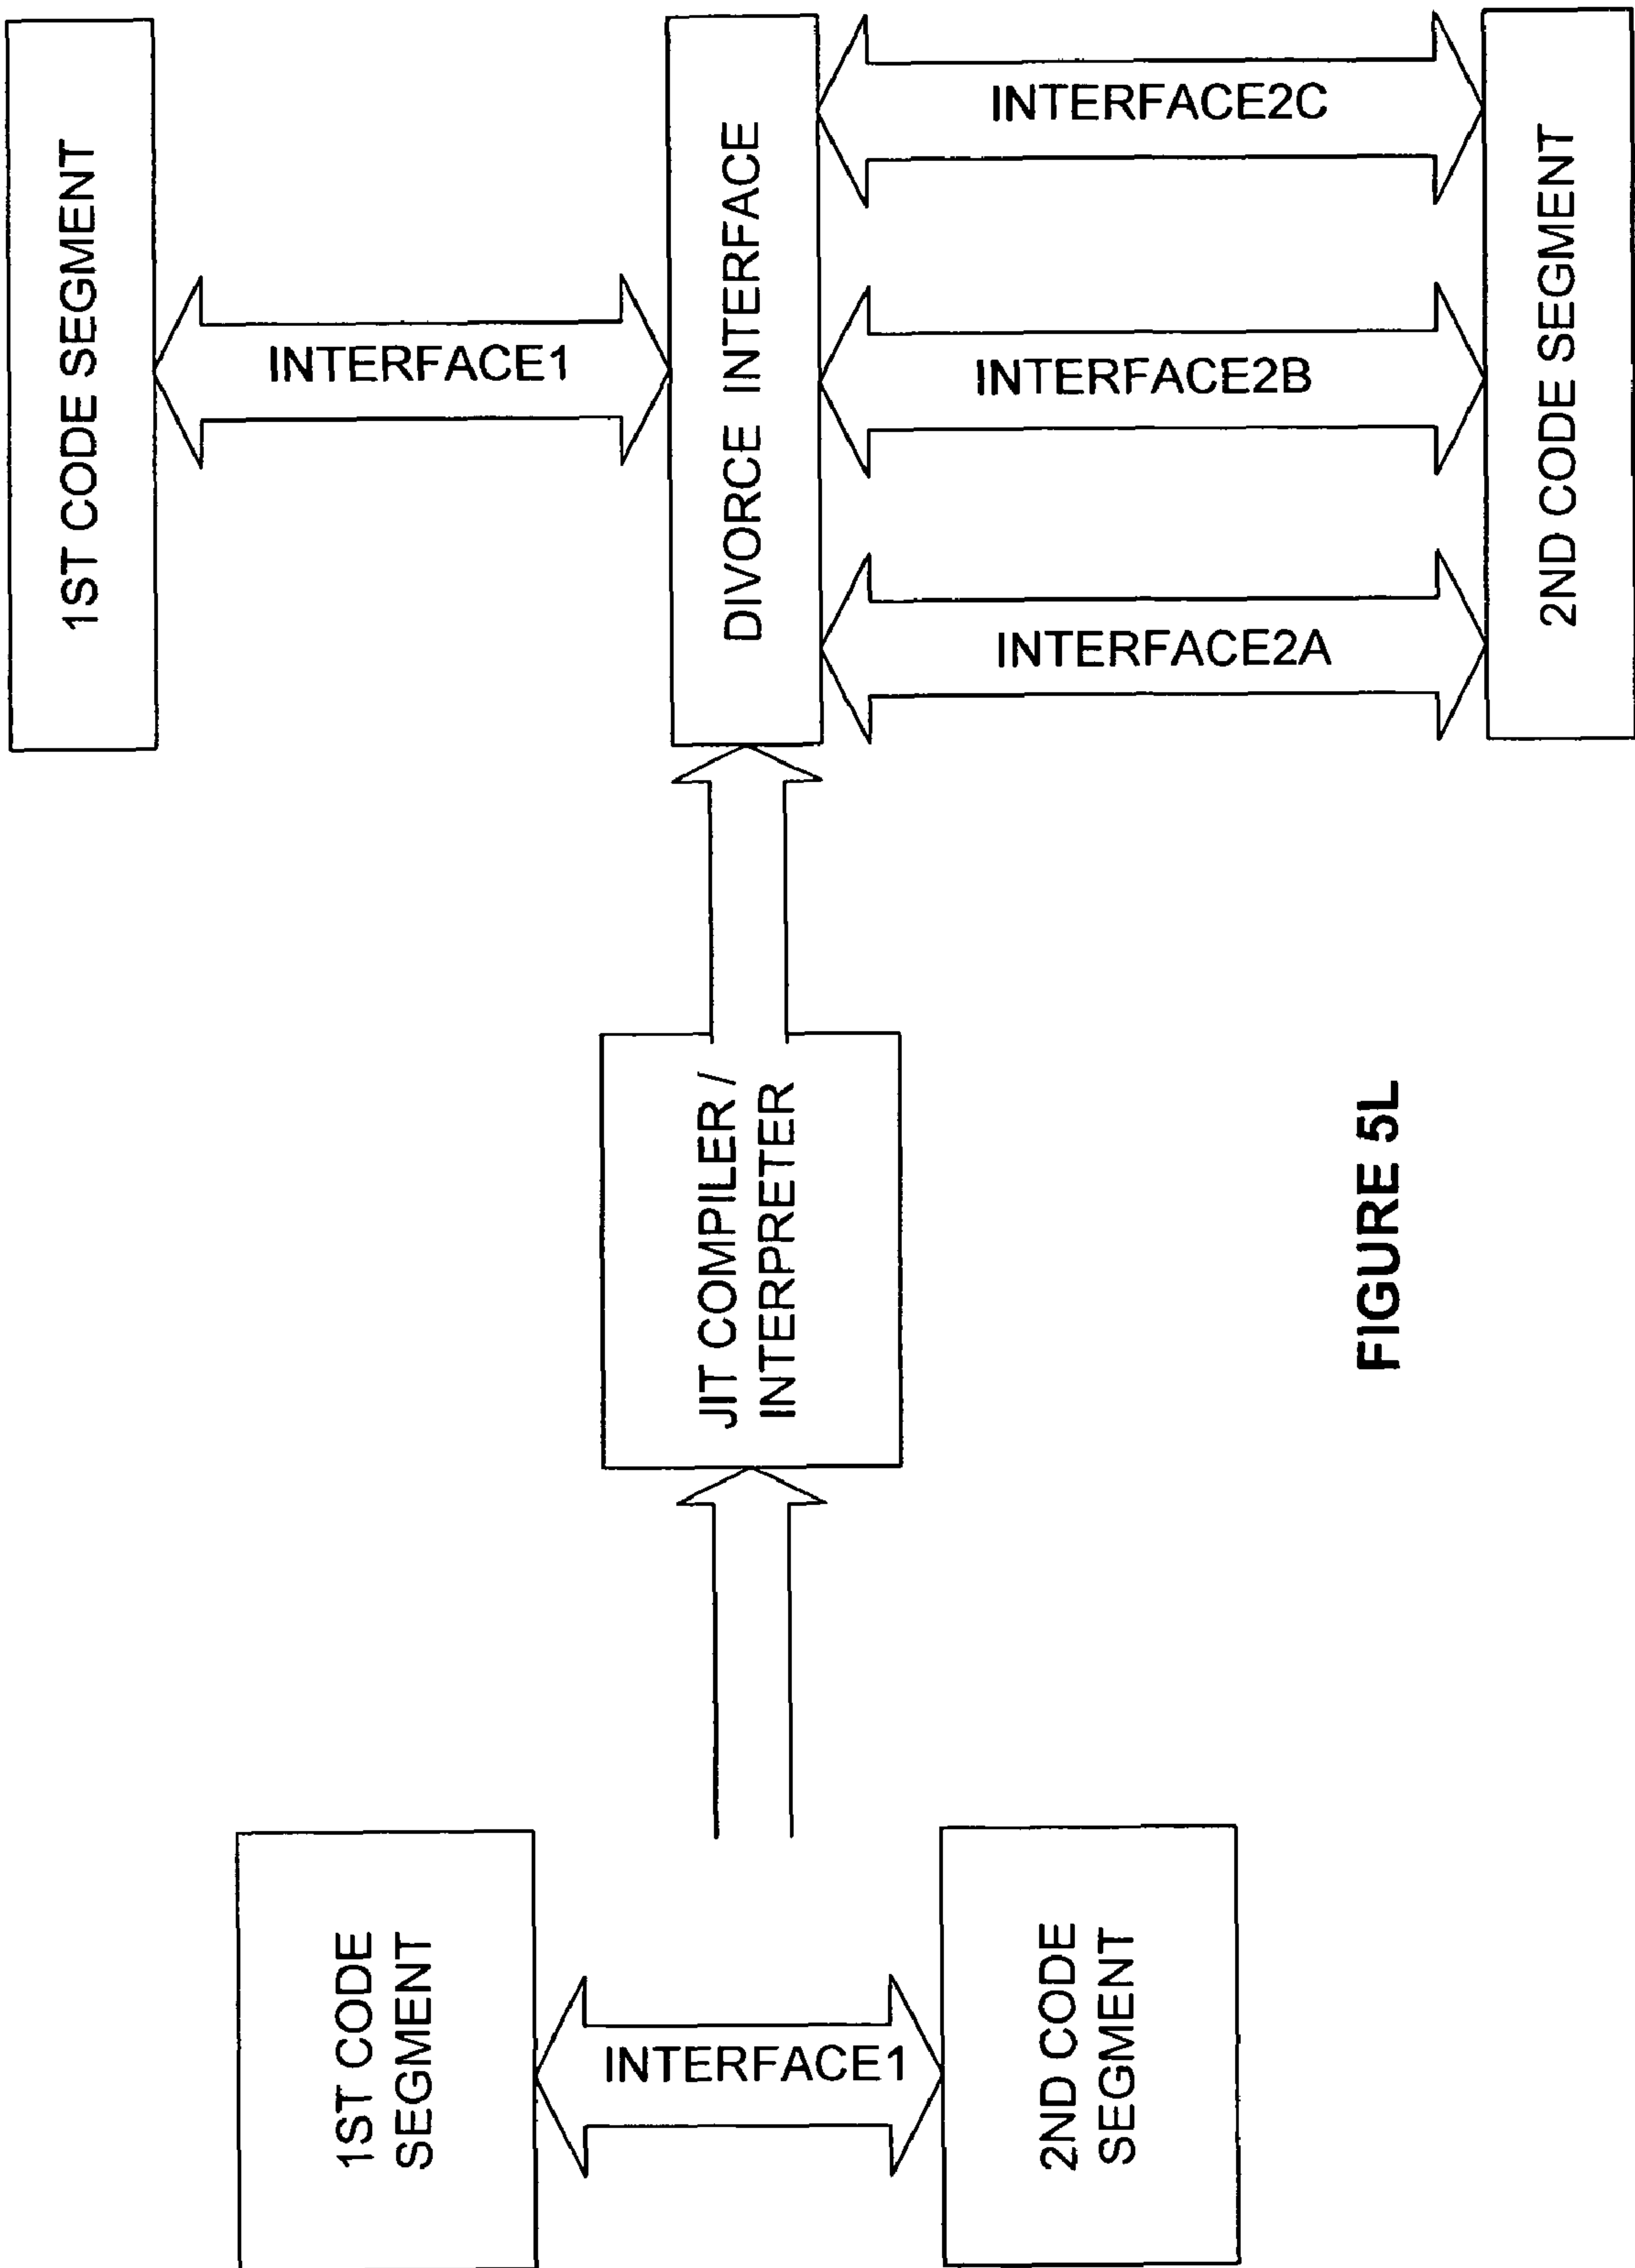 1ST CODE
SEGMENT
INTERFACE1
2ND CODE
SEGMENT
JIT COMPILER /
INTERPRETER
1ST CODE SEGMENT
INTERFACE1
DIVORCE INTERFACE
INTERFACE2A
INTERFACE2B
INTERFACE2C
2ND CODE SEGMENT
FIGURE 5L